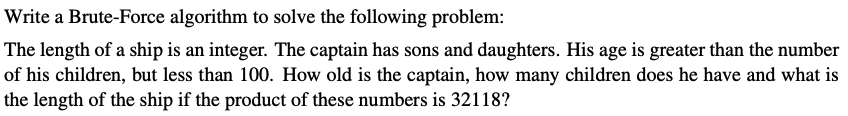 Write a Brute-Force algorithm to solve the following problem:
The length of a ship is an integer. The captain has sons and daughters. His age is greater than the number
of his children, but less than 100. How old is the captain, how many children does he have and what is
the length of the ship if the product of these numbers is 32118?